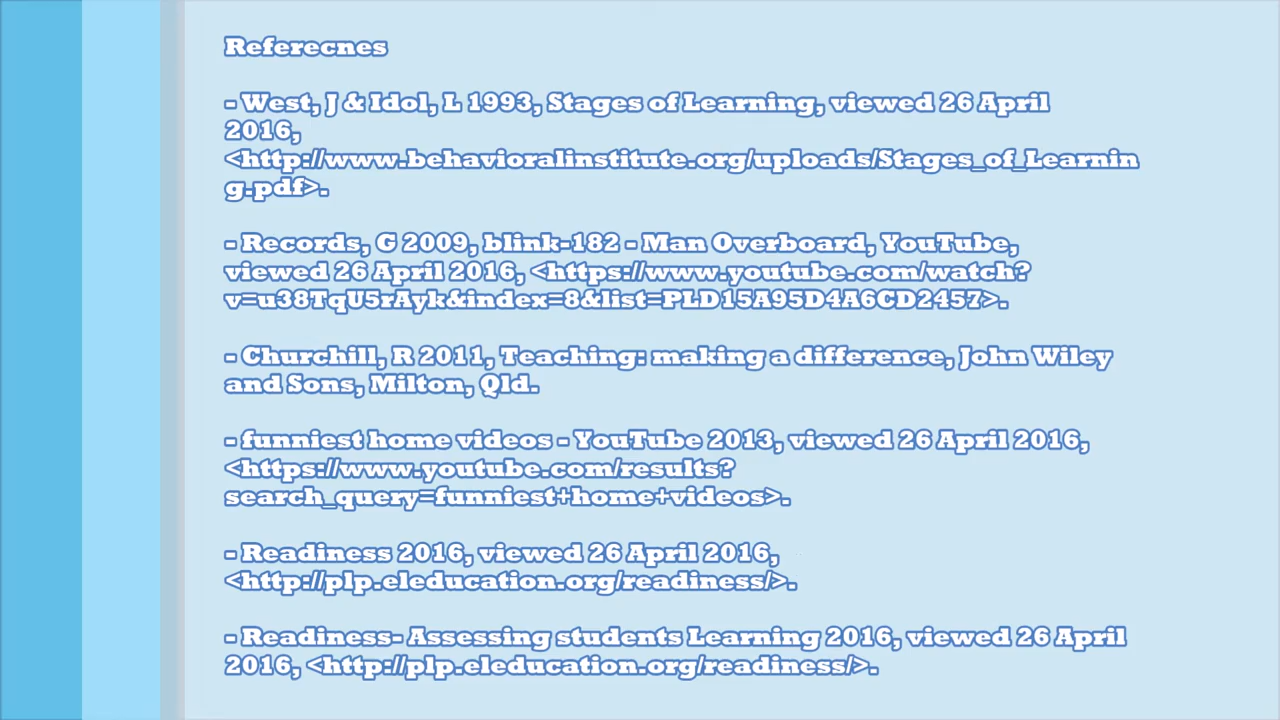 Referecnes
- West, J & Idol, L 1993, Stages of Learning, viewed 26 April
2016,
<http://www.behavioralinstitute.org/uploads/Stages_of_Learnin
g.pdf>.
- Records, G 2009, blink-182 - Man Overboard, YouTube,
viewed 26 April 2016, <https://www.youtube.com/watch?
v=u38TqU5rAyk&index=8&list=PLD15A95D4A6CD2457>.
- Churchill, R 2011, Teaching: making a difference, John Wiley
and Sons, Milton, Qld.
- funniest home videos - YouTube 2013, viewed 26 April 2016,
<https://www.youtube.com/results?
search_query=funniest+home+videos>.
- Readiness 2016, viewed 26 April 2016,
<http://plp.eleducation.org/readiness/>.
- Readiness- Assessing students Learning 2016, viewed 26 April
2016, <http://plp.eleducation.org/readiness/>.